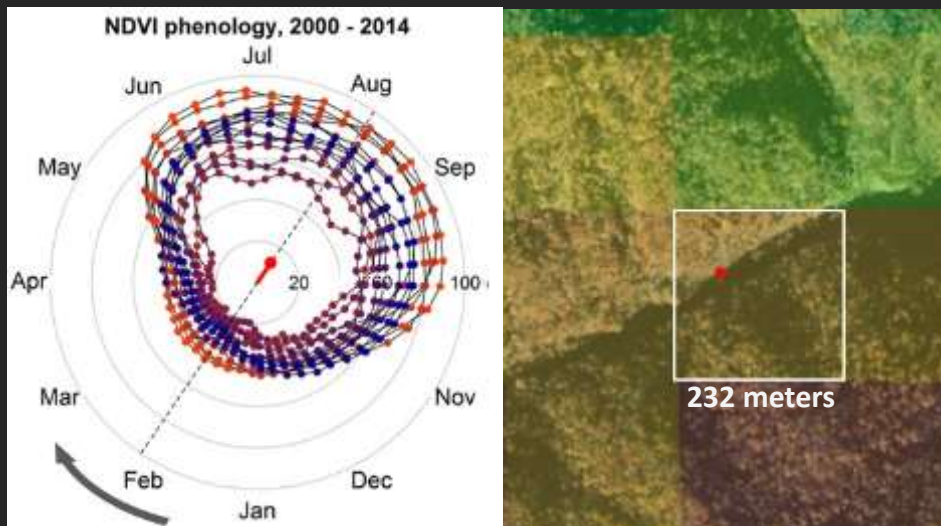 NDVI phenology, 2000 - 2014
Jul
Jun
Aug
May
Sep
Apr
20
60
100
Mar
Nov
Feb
Dec
Jan
232 meters